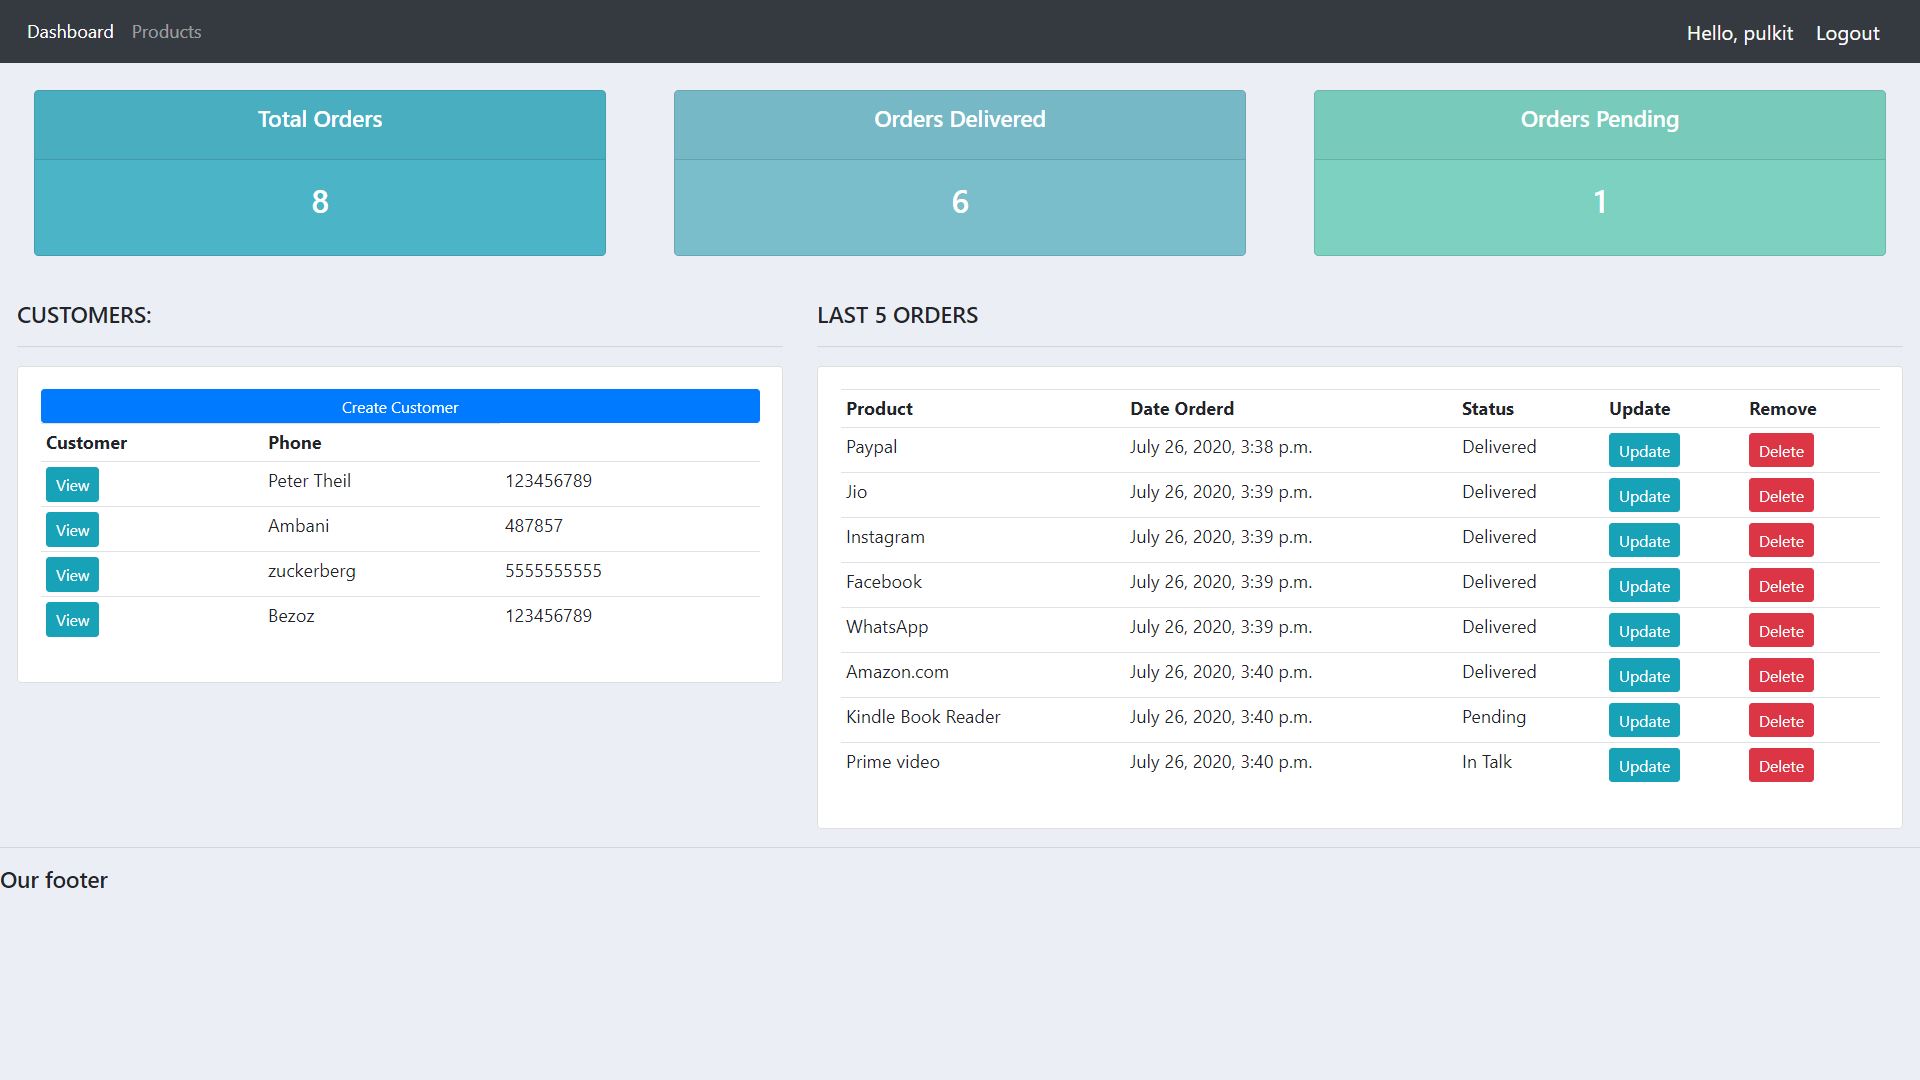 Dashboard Products Hello, pulkit Logout
Total Orders Orders Delivered Orders Pending
8 6 1
CUSTOMERS:
Create Customer
Customer Phone
View Peter Theil 123456789
View Ambani 487857
View zuckerberg 5555555555
View Bezoz 123456789
LAST 5 ORDERS
Product Date Orderd Status Update Remove
Paypal July 26, 2020, 3:38 p.m. Delivered Update Delete
Jio July 26, 2020, 3:39 p.m. Delivered Update Delete
Instagram July 26, 2020, 3:39 p.m. Delivered Update Delete
Facebook July 26, 2020, 3:39 p.m. Delivered Update Delete
WhatsApp July 26, 2020, 3:39 p.m. Delivered Update Delete
Amazon.com July 26, 2020, 3:40 p.m. Delivered Update Delete
Kindle Book Reader July 26, 2020, 3:40 p.m. Pending Update Delete
Prime video July 26, 2020, 3:40 p.m. In Talk Update Delete
Our footer